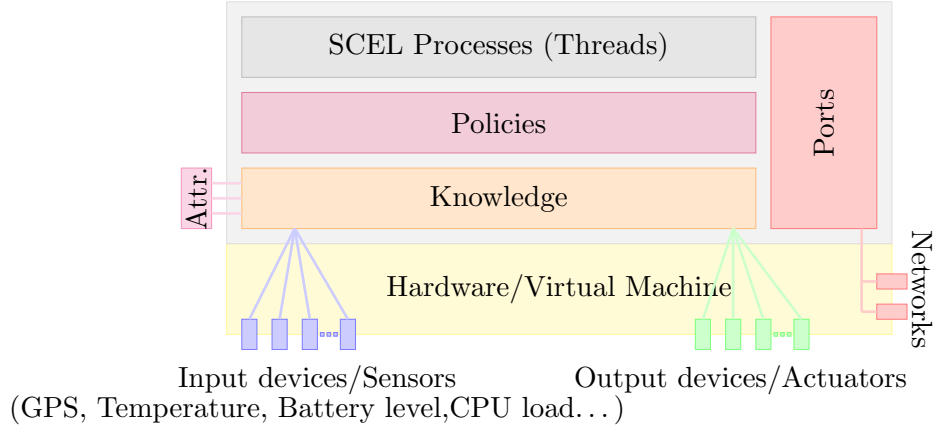 SCEL Processes (Threads)
Policies
Ports
Attr.
Knowledge
Networks
Hardware/Virtual Machine
Input devices/Sensors
(GPS, Temperature, Battery level,CPU load...)
Output devices/Actuators